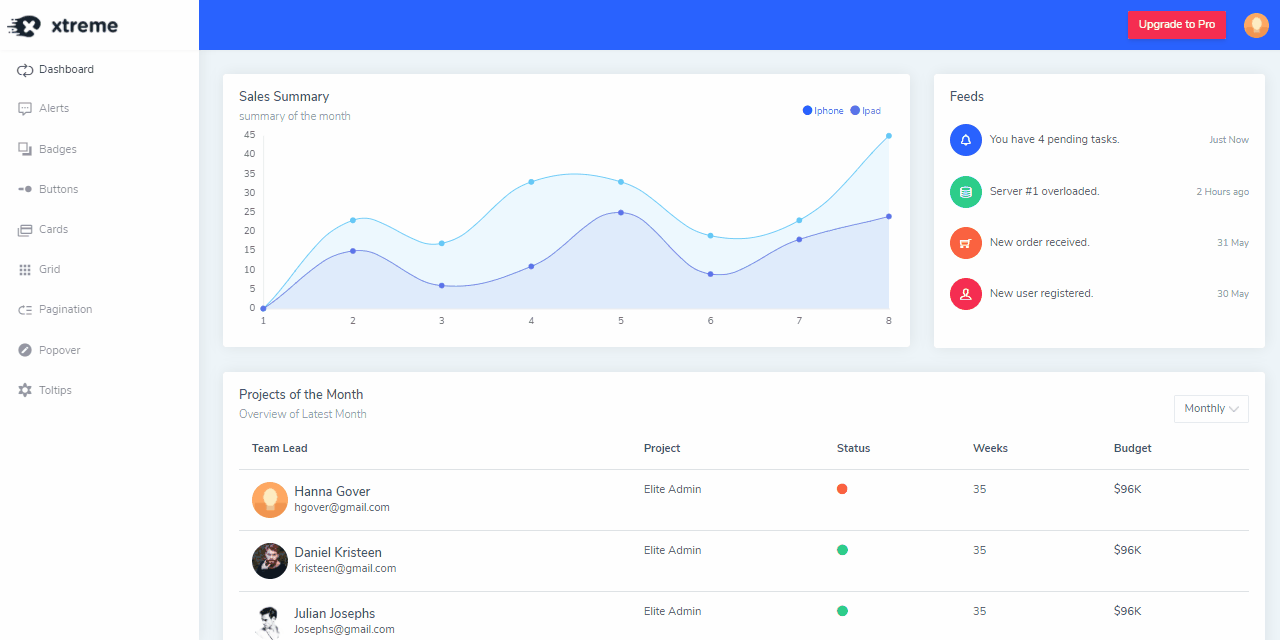 xtreme
Upgrade to Pro
Dashboard
Alerts
Badges
Buttons
Cards
Grid
Pagination
Popover
Toltips
Sales Summary
summary of the month
Iphone Ipad
45
40
35
30
25
20
15
10
5
0
1 2 3 4 5 6 7 8
Feeds
You have 4 pending tasks. Just Now
Server #1 overloaded. 2 Hours ago
New order received. 31 May
New user registered. 30 May
Projects of the Month
Overview of Latest Month
Monthly
Team Lead Project Status Weeks Budget
Hanna Gover Elite Admin 35 $96K
hgover@gmail.com
Daniel Kristeen Elite Admin 35 $96K
Kristeen@gmail.com
Julian Josephs Elite Admin 35 $96K
Josephs@gmail.com